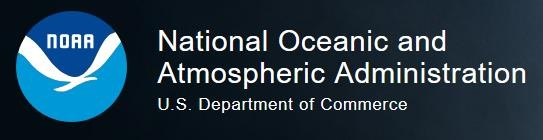 NOAA
National Oceanic and
Atmospheric Administration
U.S. Department of Commerce